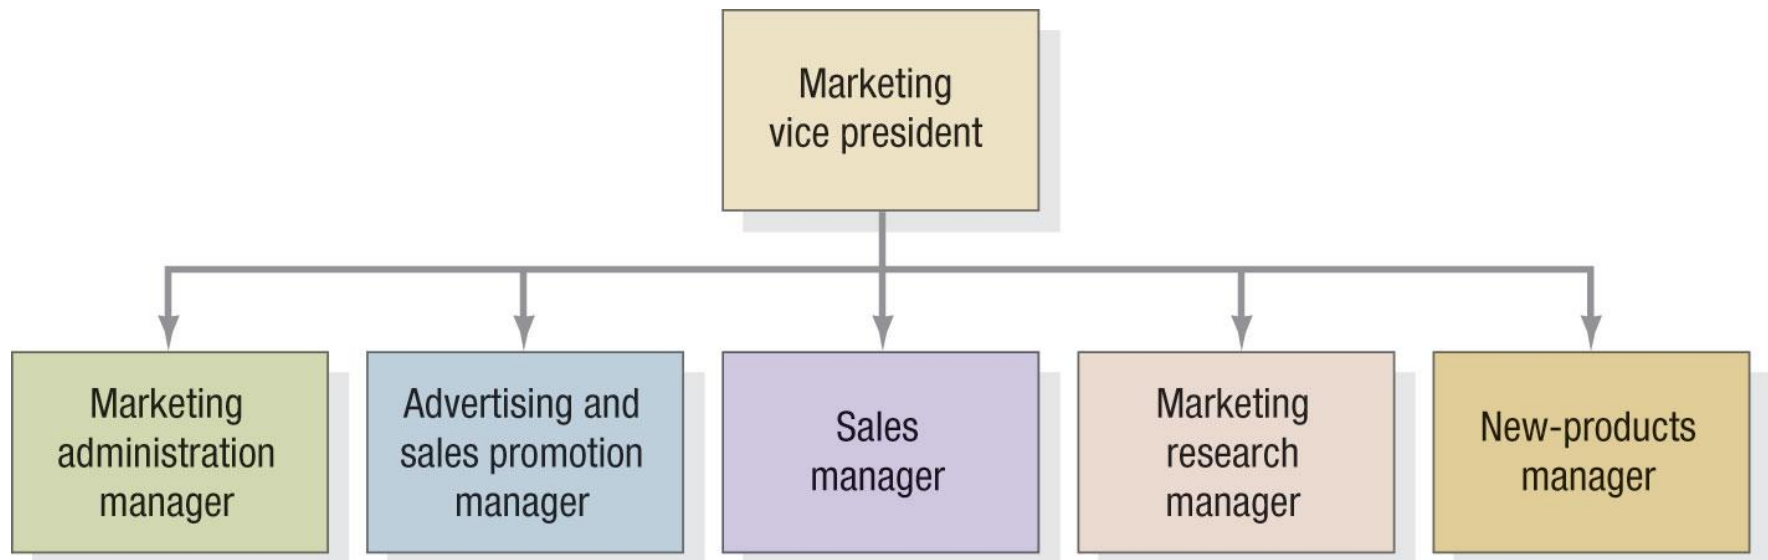 Marketing
vice president
Marketing
administration
manager
Advertising and
sales promotion
manager
Sales
manager
Marketing
research
manager
New-products
manager